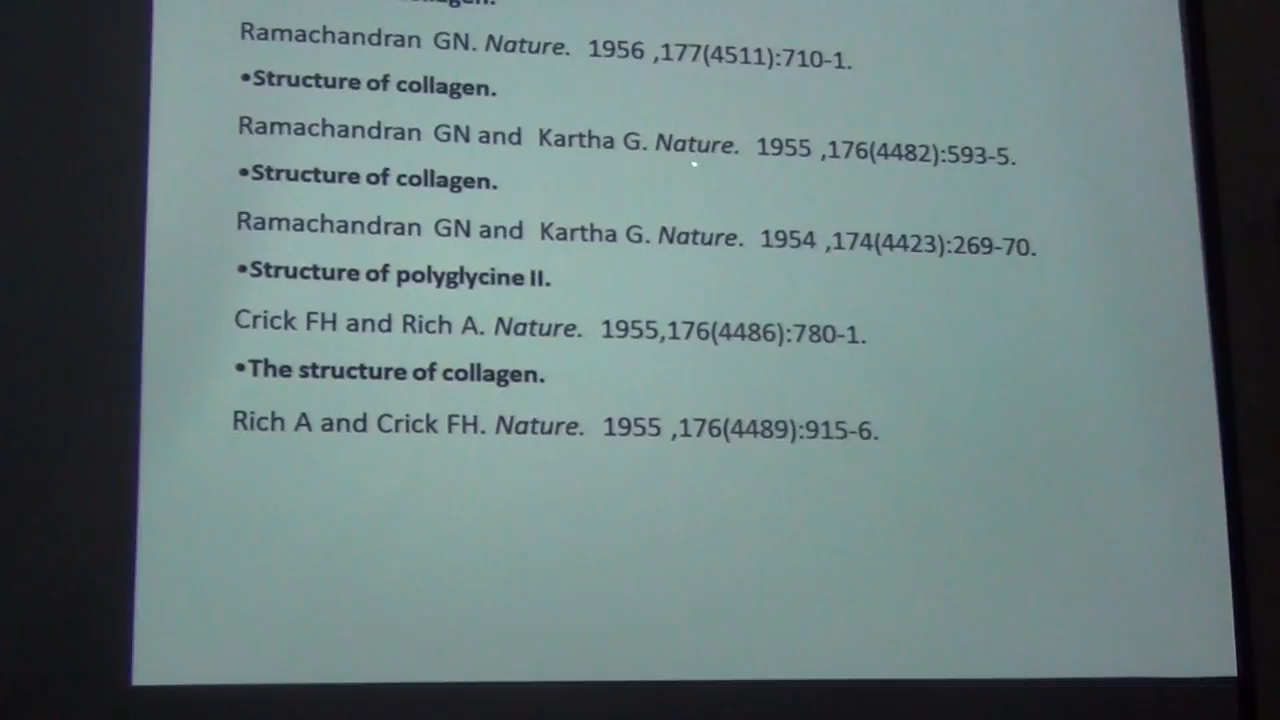 collagen.
Ramachandran GN. Nature. 1956 ,177(4511):710-1.
•Structure of collagen.
Ramachandran GN and Kartha G. Nature. 1955 ,176(4482):593-5.
•Structure of collagen.
Ramachandran GN and Kartha G. Nature. 1954 ,174(4423):269-70.
•Structure of polyglycine II.
Crick FH and Rich A. Nature. 1955,176(4486):780-1.
•The structure of collagen.
Rich A and Crick FH. Nature. 1955 ,176(4489):915-6.